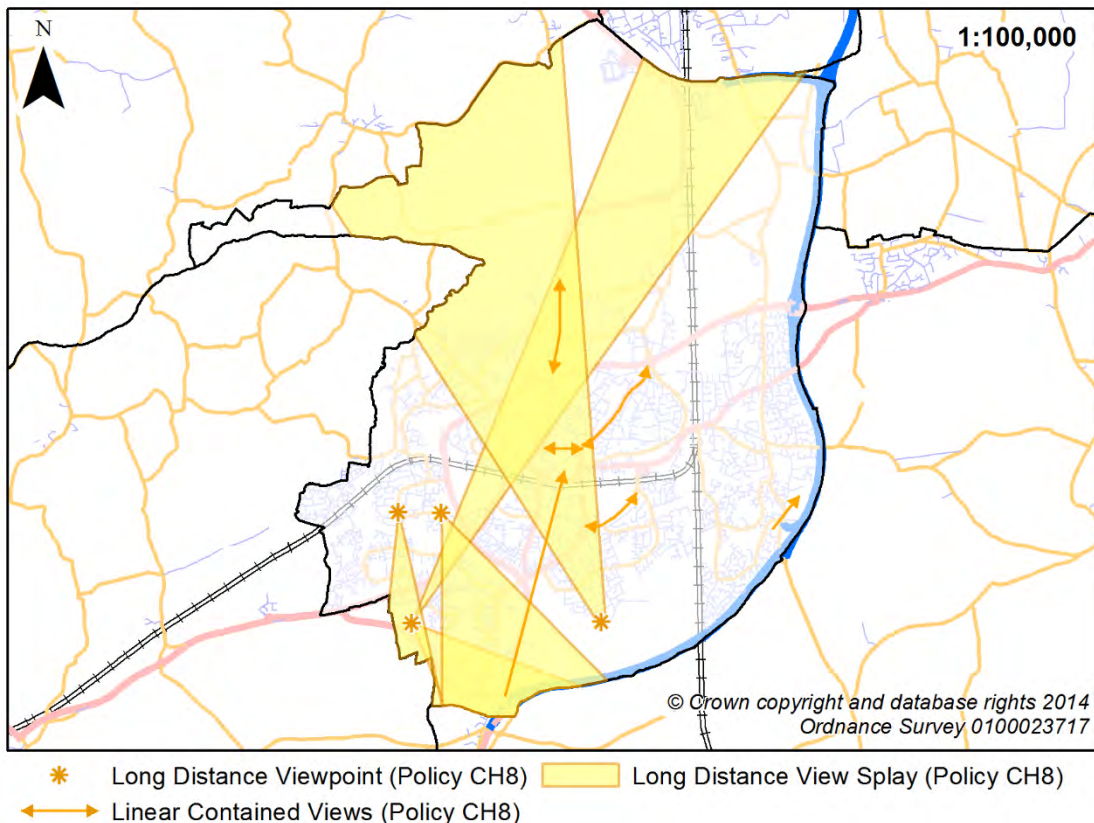 N
1:100,000
© Crown copyright and database rights 2014
Ordnance Survey 0100023717
Long Distance Viewpoint (Policy CH8)
Long Distance View Splay (Policy CH8)
Linear Contained Views (Policy CH8)